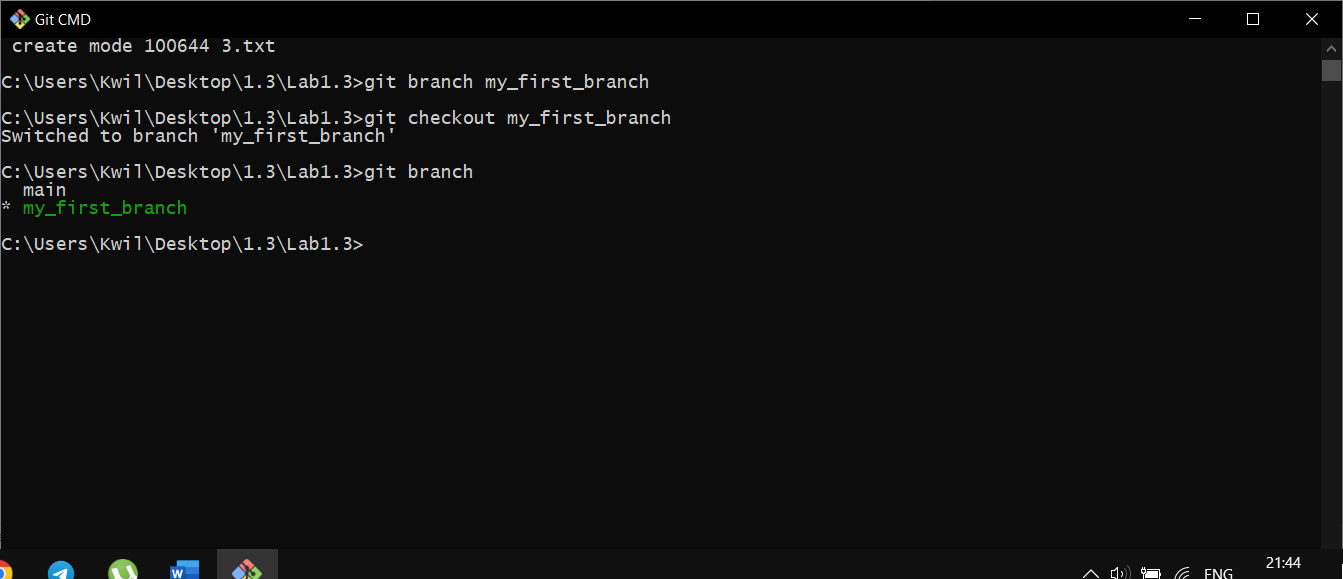 Git CMD
create mode 100644 3.txt
C:\Users\Kwil\Desktop\1.3\Lab1.3>git branch my_first_branch
C:\Users\Kwil\Desktop\1.3\Lab1.3>git checkout my_first_branch
Switched to branch 'my_first_branch'
C:\Users\Kwil\Desktop\1.3\Lab1.3>git branch
main
* my_first_branch
C:\Users\Kwil\Desktop\1.3\Lab1.3>
W
21:44
ENG